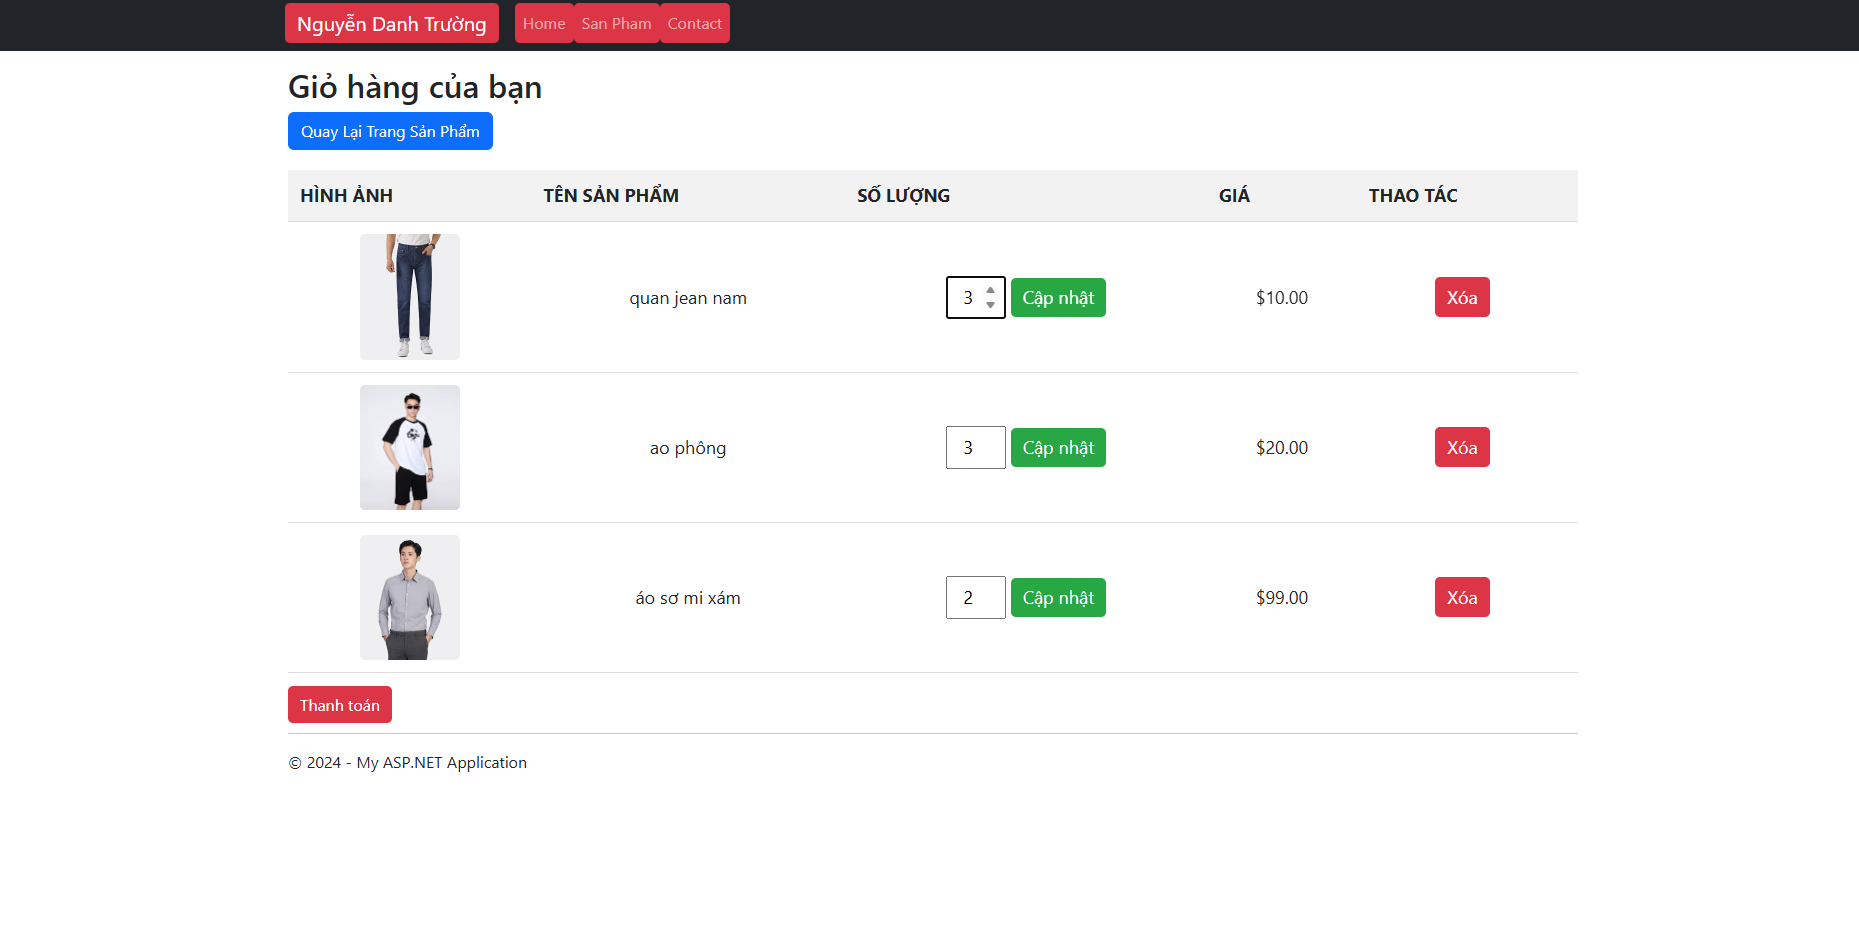 Nguyễn Danh Trường Home San Pham Contact
Giỏ hàng của bạn
Quay Lại Trang Sản Phẩm
HÌNH ẢNH TÊN SẢN PHẨM SỐ LƯỢNG GIÁ THAO TÁC
quan jean nam 3 Cập nhật $10.00 Xóa
ao phông 3 Cập nhật $20.00 Xóa
áo sơ mi xám 2 Cập nhật $99.00 Xóa
Thanh toán
© 2024 - My ASP.NET Application